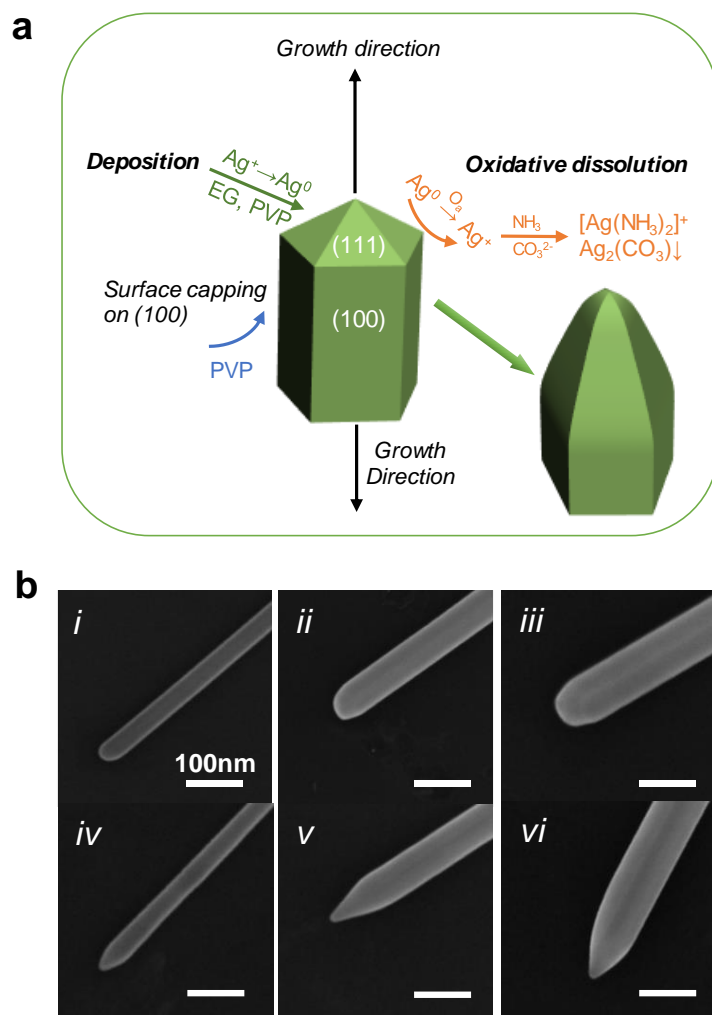 a
Growth direction
Deposition
Ag⁺→Ag⁰
EG, PVP
Oxidative dissolution
Ag⁰ → Ag⁺
Oₐ
NH₃
CO₃²⁻
[Ag(NH₃)₂]⁺
Ag₂(CO₃)↓
(111)
Surface capping
on (100)
(100)
PVP
Growth
Direction
b
i
ii
iii
100nm
iv
v
vi